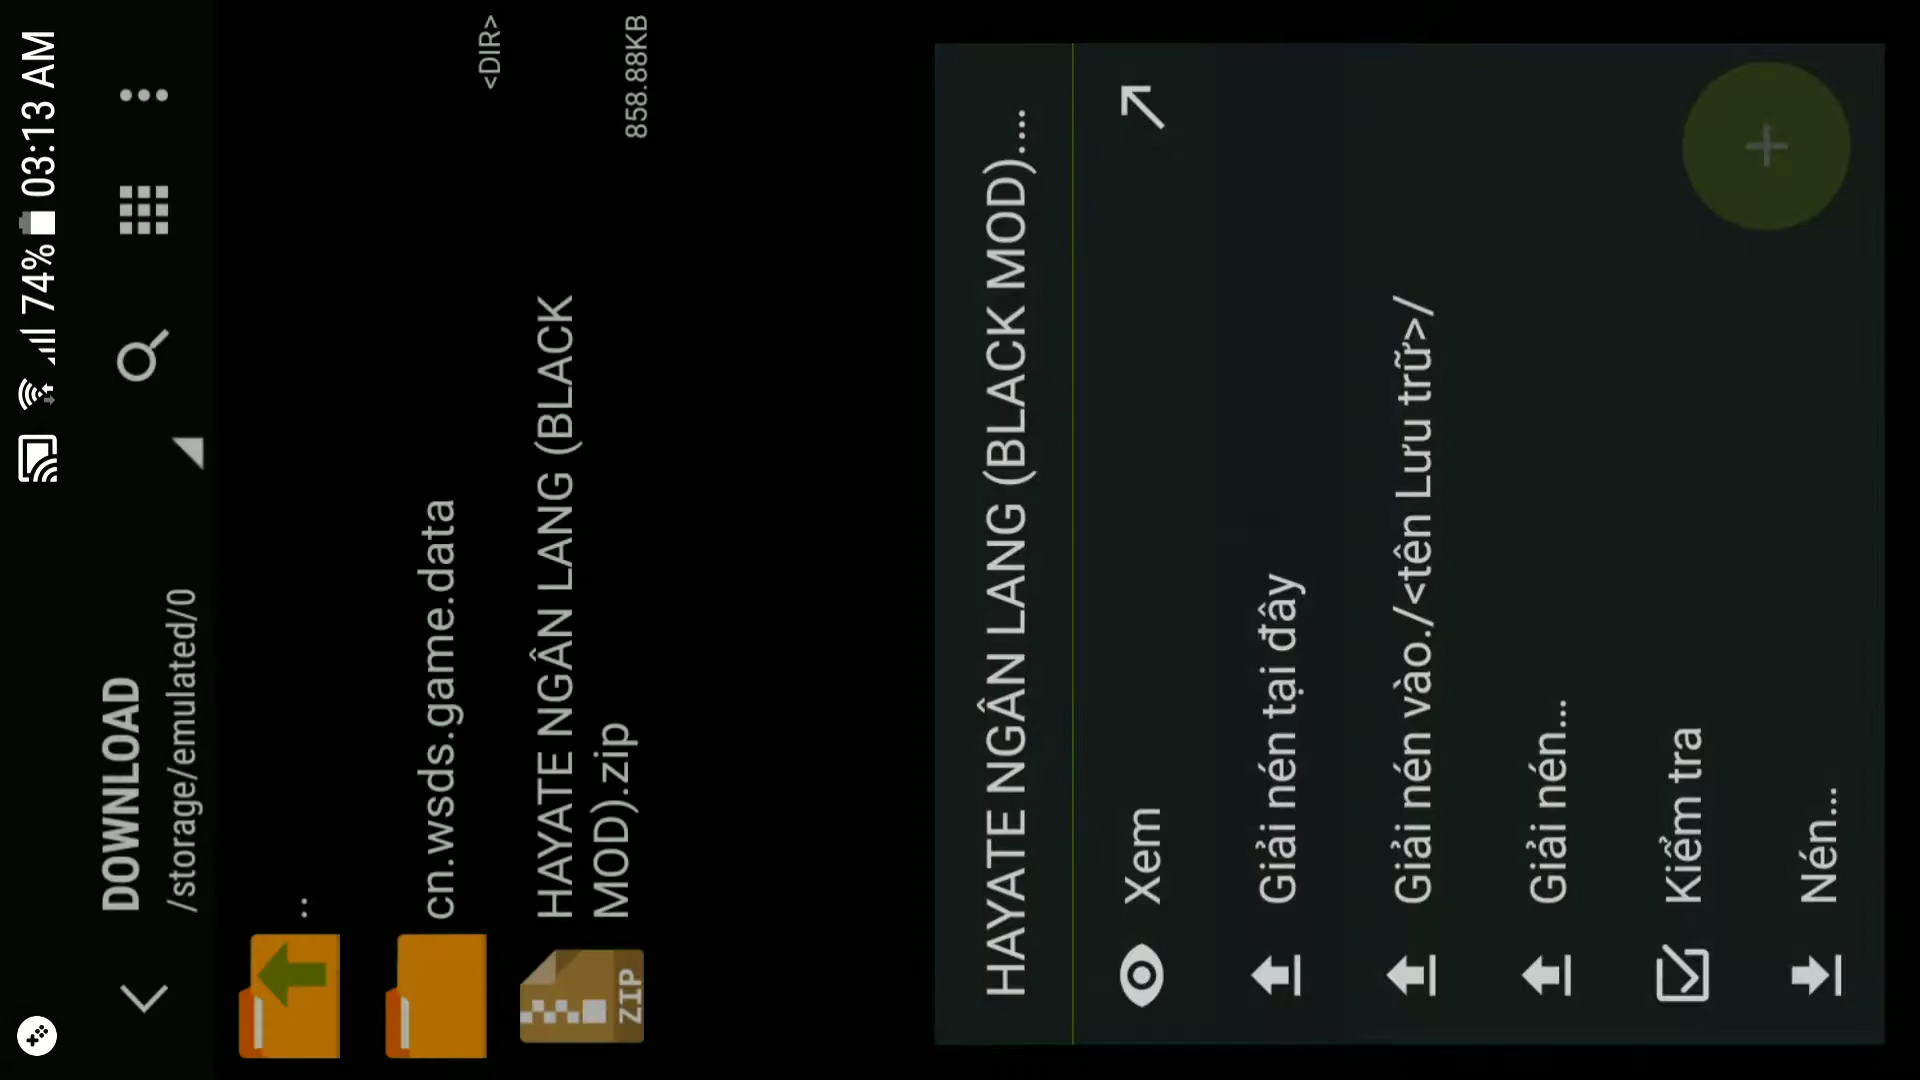 74% 03:13 AM
DOWNLOAD
/storage/emulated/0
..
cn.wsds.game.data
<DIR>
HAYATE NGÂN LANG (BLACK
MOD).zip
858.88KB
ZIP
HAYATE NGÂN LANG (BLACK MOD)....
Xem
Giải nén tại đây
Giải nén vào./<tên Lưu trữ>/
Giải nén...
Kiểm tra
Nén...